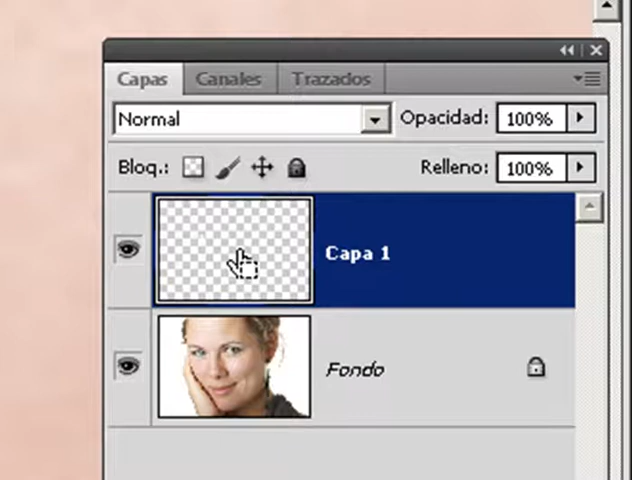 Capas Canales Trazados
Normal Opacidad: 100%
Bloq.: Relleno: 100%
Capa 1
Fondo